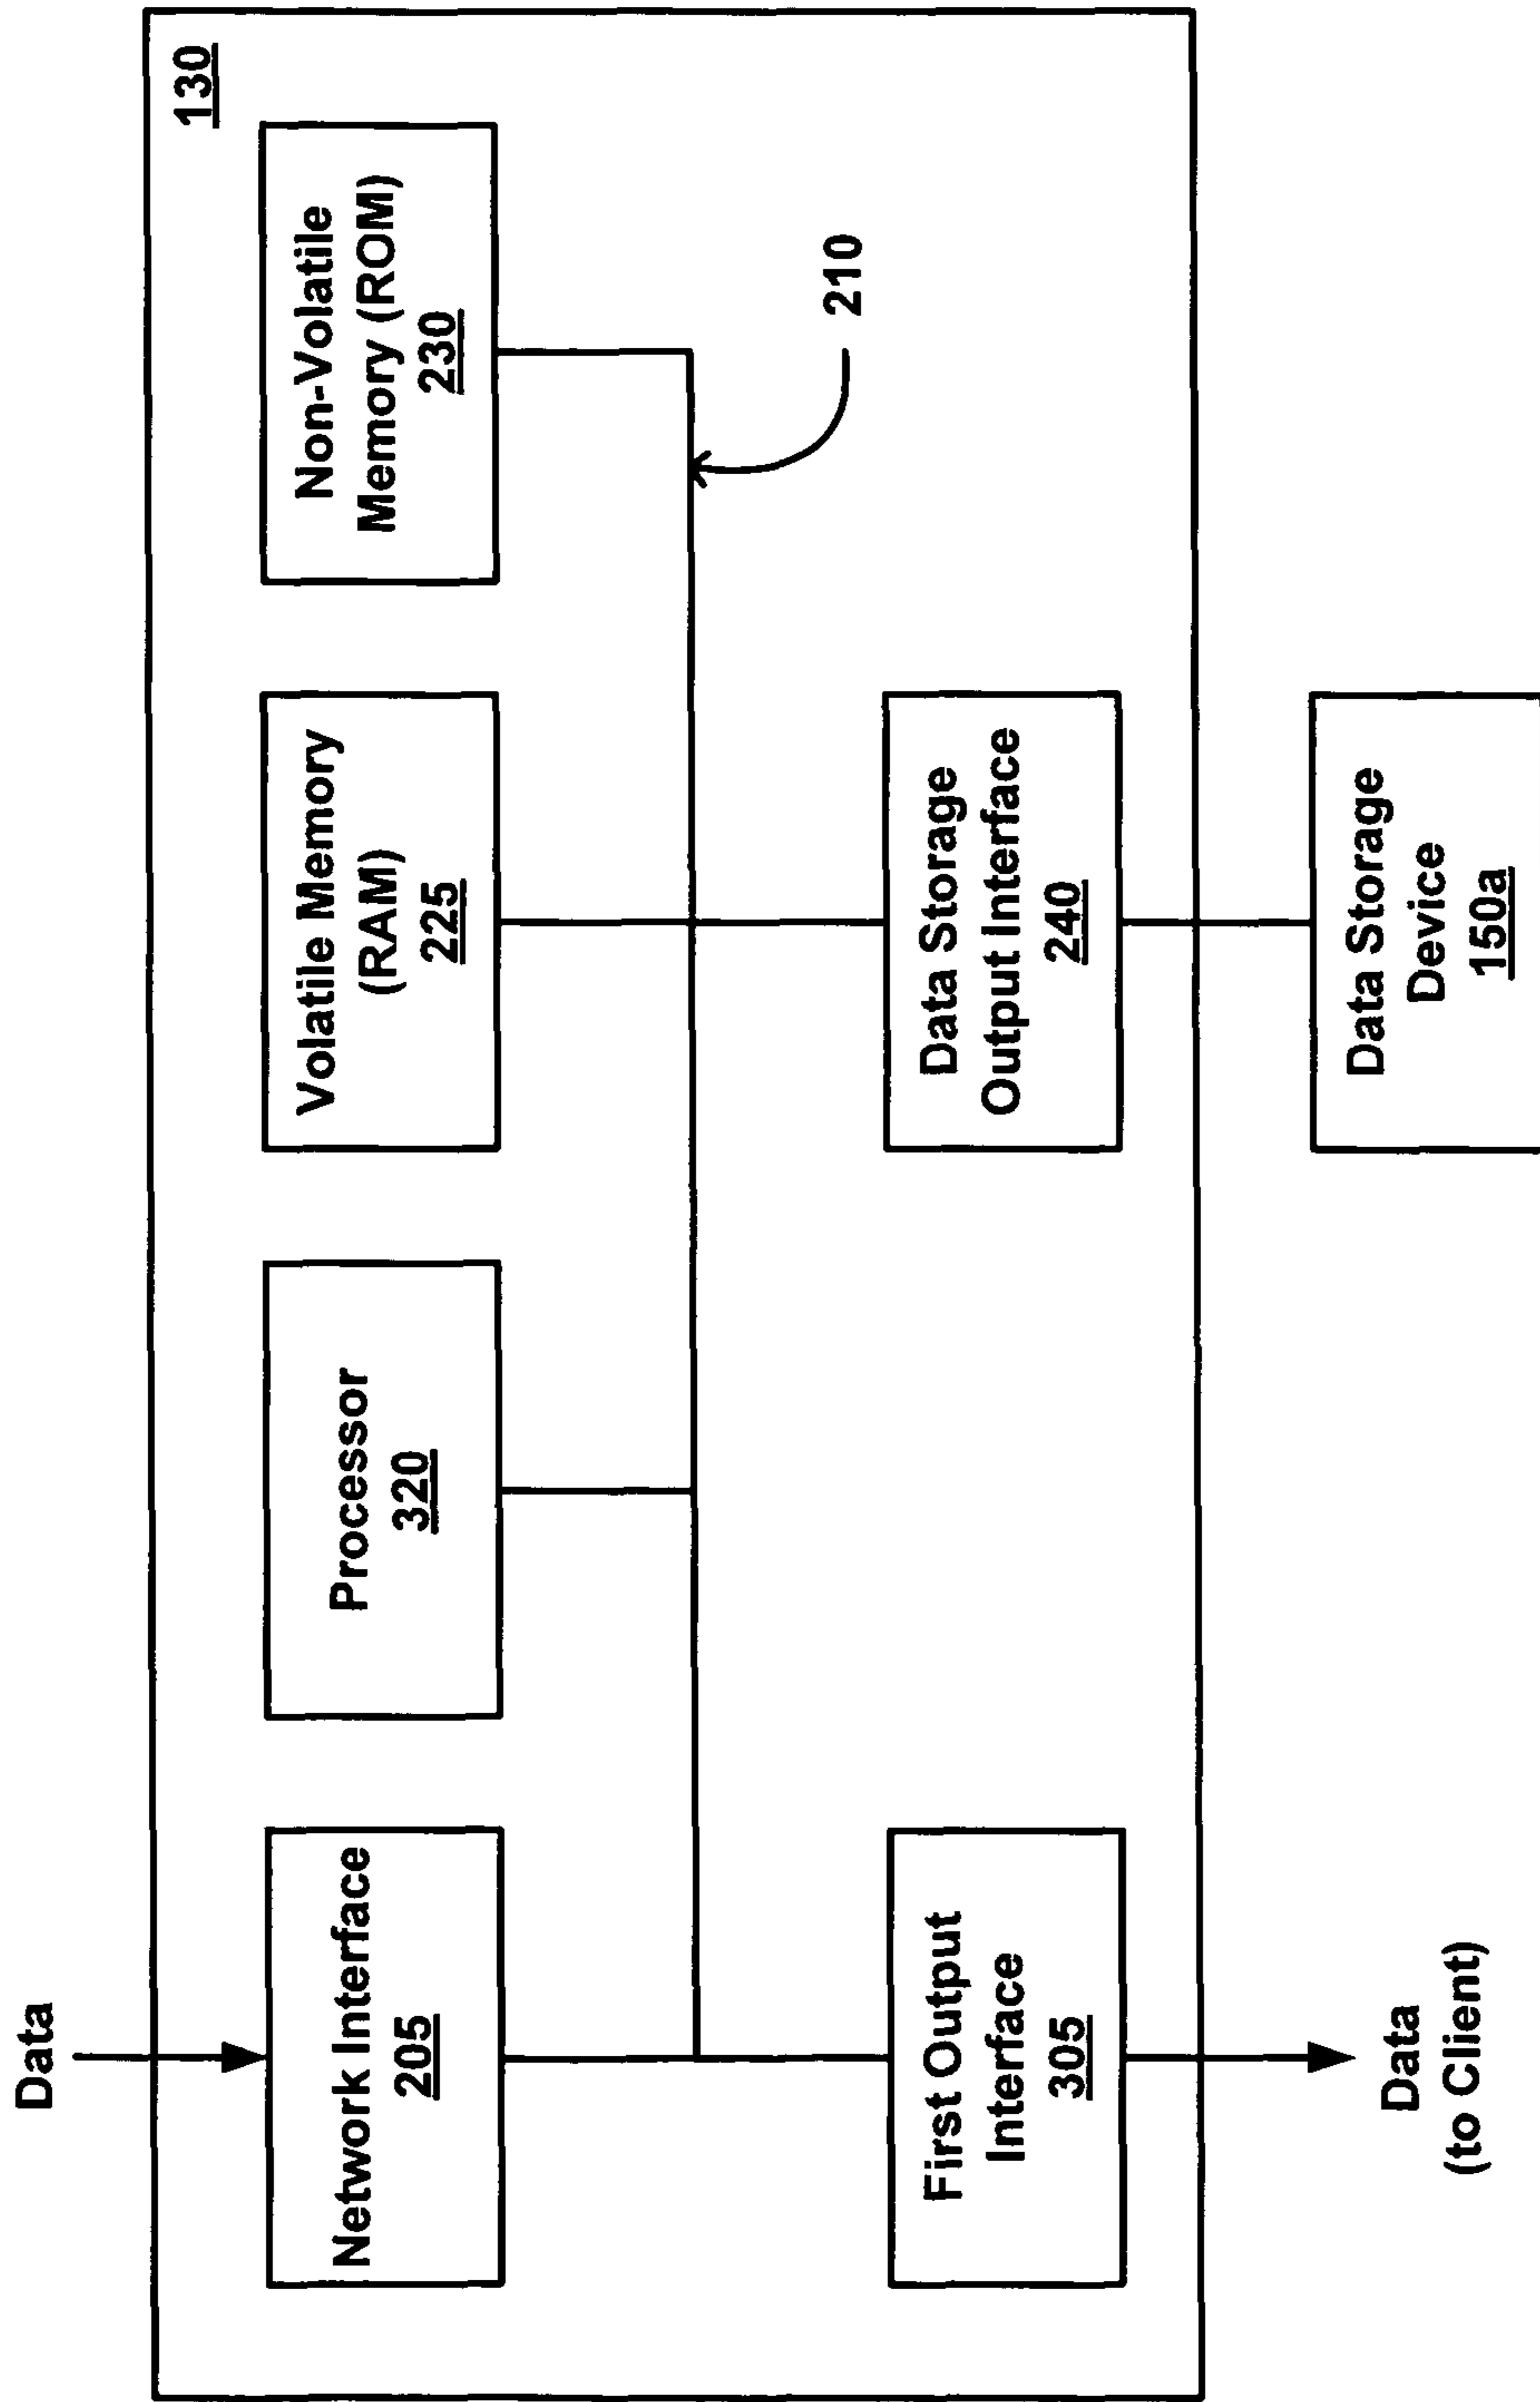 Data
130
Network Interface
205
Processor
320
Volatile Memory
(RAM)
225
Non-Volatile
Memory (ROM)
230
210
First Output
Interface
305
Data Storage
Output Interface
240
Data
(to Client)
Data Storage
Device
150a